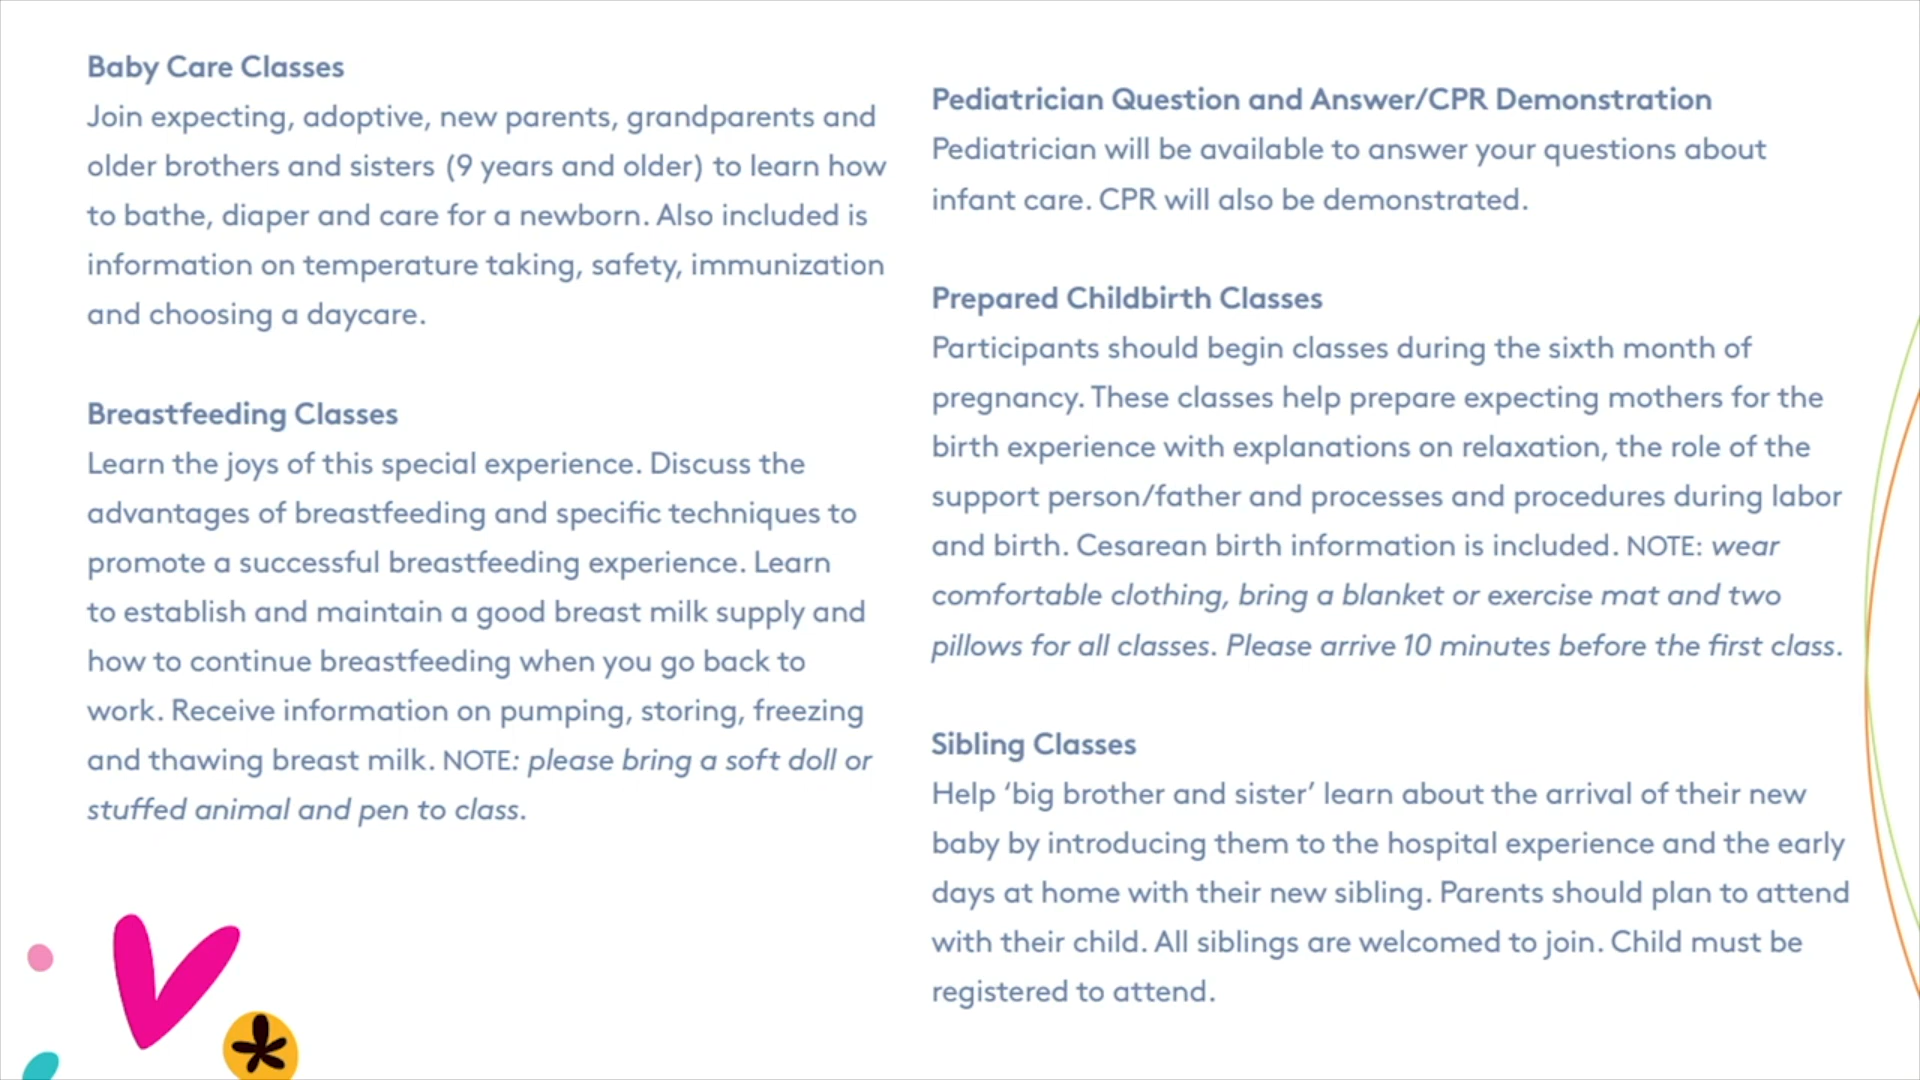 Baby Care Classes
Join expecting, adoptive, new parents, grandparents and
older brothers and sisters (9 years and older) to learn how
to bathe, diaper and care for a newborn. Also included is
information on temperature taking, safety, immunization
and choosing a daycare.
Breastfeeding Classes
Learn the joys of this special experience. Discuss the
advantages of breastfeeding and specific techniques to
promote a successful breastfeeding experience. Learn
to establish and maintain a good breast milk supply and
how to continue breastfeeding when you go back to
work. Receive information on pumping, storing, freezing
and thawing breast milk. NOTE: please bring a soft doll or
stuffed animal and pen to class.
Pediatrician Question and Answer/CPR Demonstration
Pediatrician will be available to answer your questions about
infant care. CPR will also be demonstrated.
Prepared Childbirth Classes
Participants should begin classes during the sixth month of
pregnancy. These classes help prepare expecting mothers for the
birth experience with explanations on relaxation, the role of the
support person/father and processes and procedures during labor
and birth. Cesarean birth information is included. NOTE: wear
comfortable clothing, bring a blanket or exercise mat and two
pillows for all classes. Please arrive 10 minutes before the first class.
Sibling Classes
Help ‘big brother and sister’ learn about the arrival of their new
baby by introducing them to the hospital experience and the early
days at home with their new sibling. Parents should plan to attend
with their child. All siblings are welcomed to join. Child must be
registered to attend.